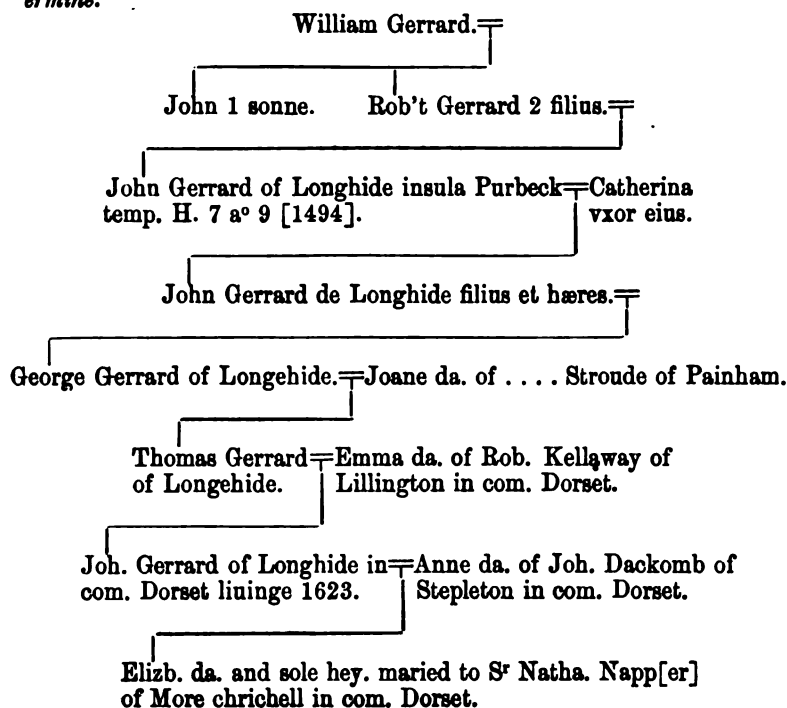 ermine.
William Gerrard.
John 1 sonne. Rob't Gerrard 2 filius.
John Gerrard of Longhide insula Purbeck Catherina
temp. H. 7 aº 9 [1494]. vxor eius.
John Gerrard de Longhide filius et hæres.
George Gerrard of Longehide. Joane da. of .... Stroude of Painham.
Thomas Gerrard Emma da. of Rob. Kellaway of
of Longehide. Lillington in com. Dorset.
Joh. Gerrard of Longhide in Anne da. of Joh. Dackomb of
com. Dorset liuinge 1623. Stepleton in com. Dorset.
Elizb. da. and sole hey. maried to Sʳ Natha. Napp[er]
of More chrichell in com. Dorset.